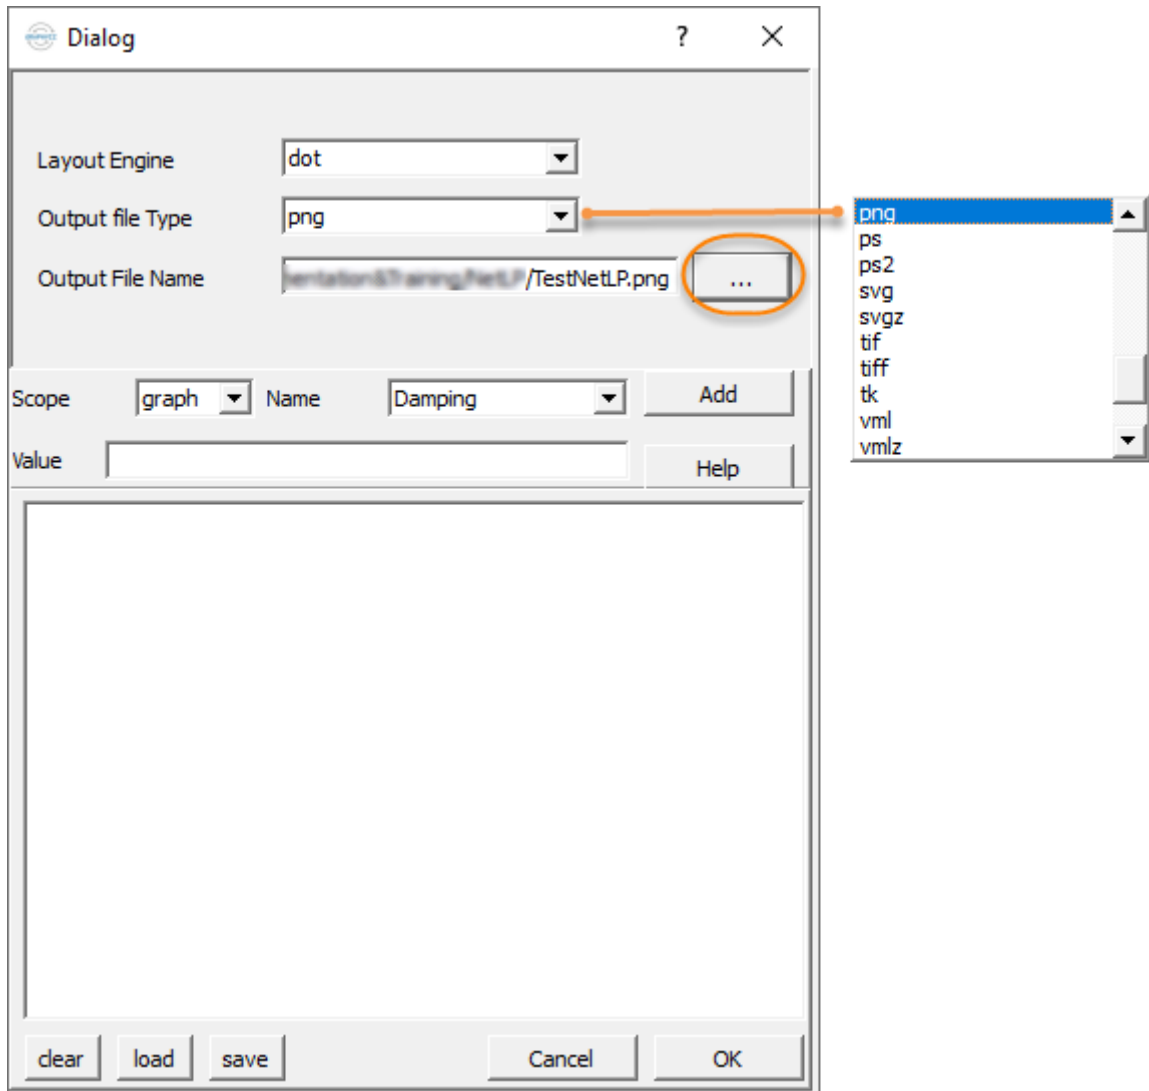 Dialog ? ×
Layout Engine dot
Output file Type png
Output File Name /TestNetLP.png ...
Scope graph Name Damping Add
Value Help
clear load save Cancel OK
png
ps
ps2
svg
svgz
tif
tiff
tk
vml
vmlz